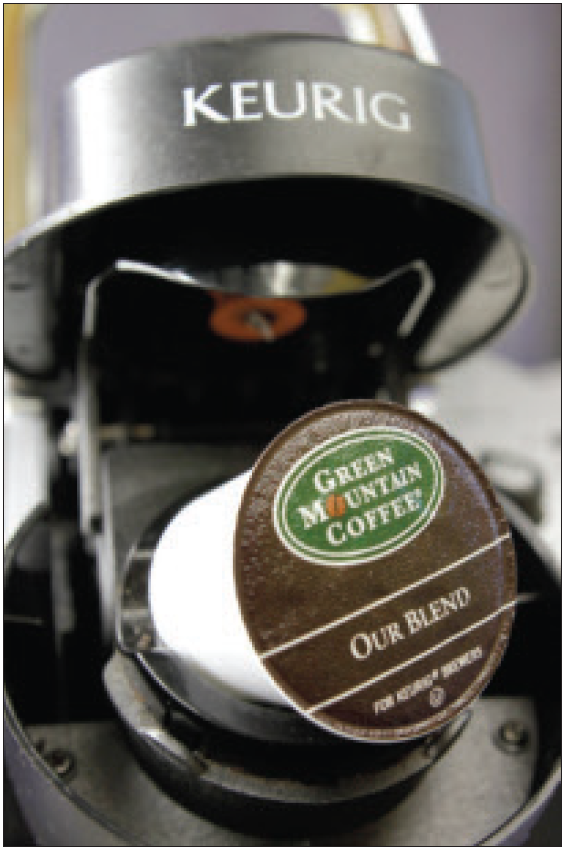 KEURIG
GREEN
MOUNTAIN
COFFEE®
OUR BLEND
FOR KEURIG® BREWERS
U